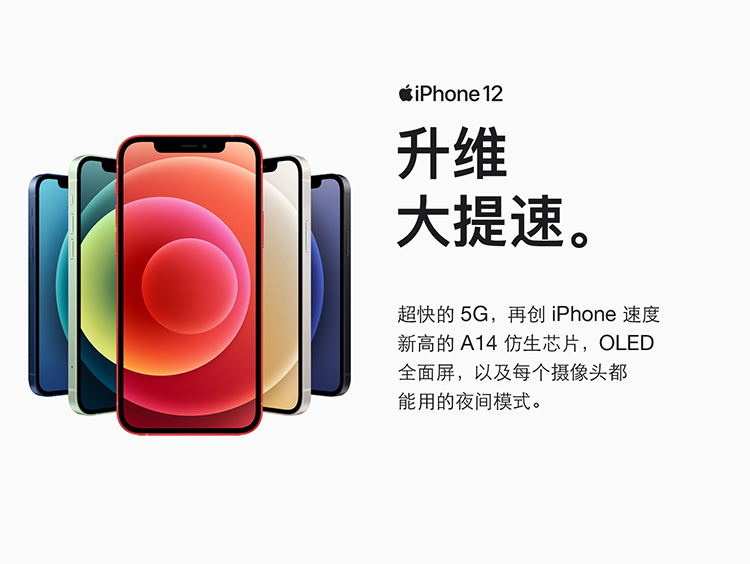 iPhone 12
升维
大提速。
超快的 5G，再创 iPhone 速度
新高的 A14 仿生芯片，OLED
全面屏，以及每个摄像头都
能用的夜间模式。